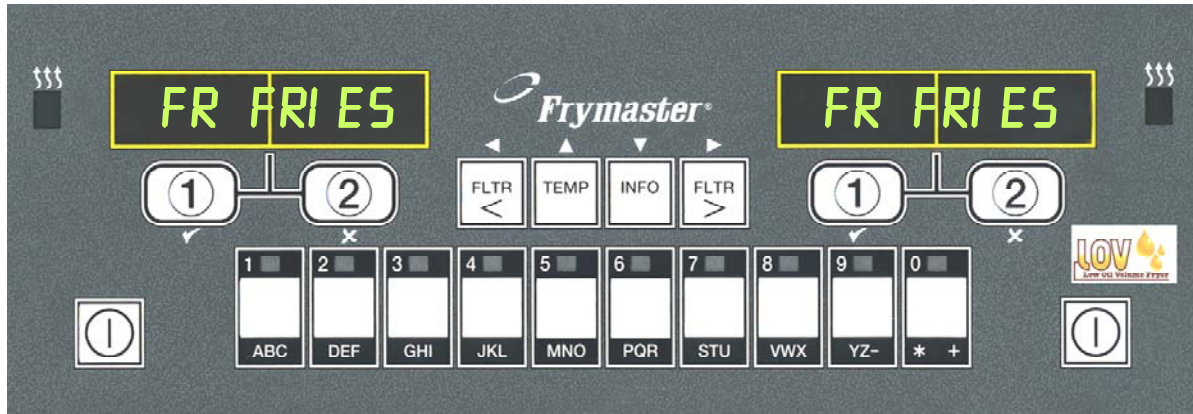 FR FRIES
Frymaster®
FR FRIES
1 2
FLTR <
TEMP
INFO
FLTR >
1 2
LOV
Low Oil Volume Fryer
1 2 3 4 5 6 7 8 9 0
ABC DEF GHI JKL MNO PQR STU VWX YZ- * +